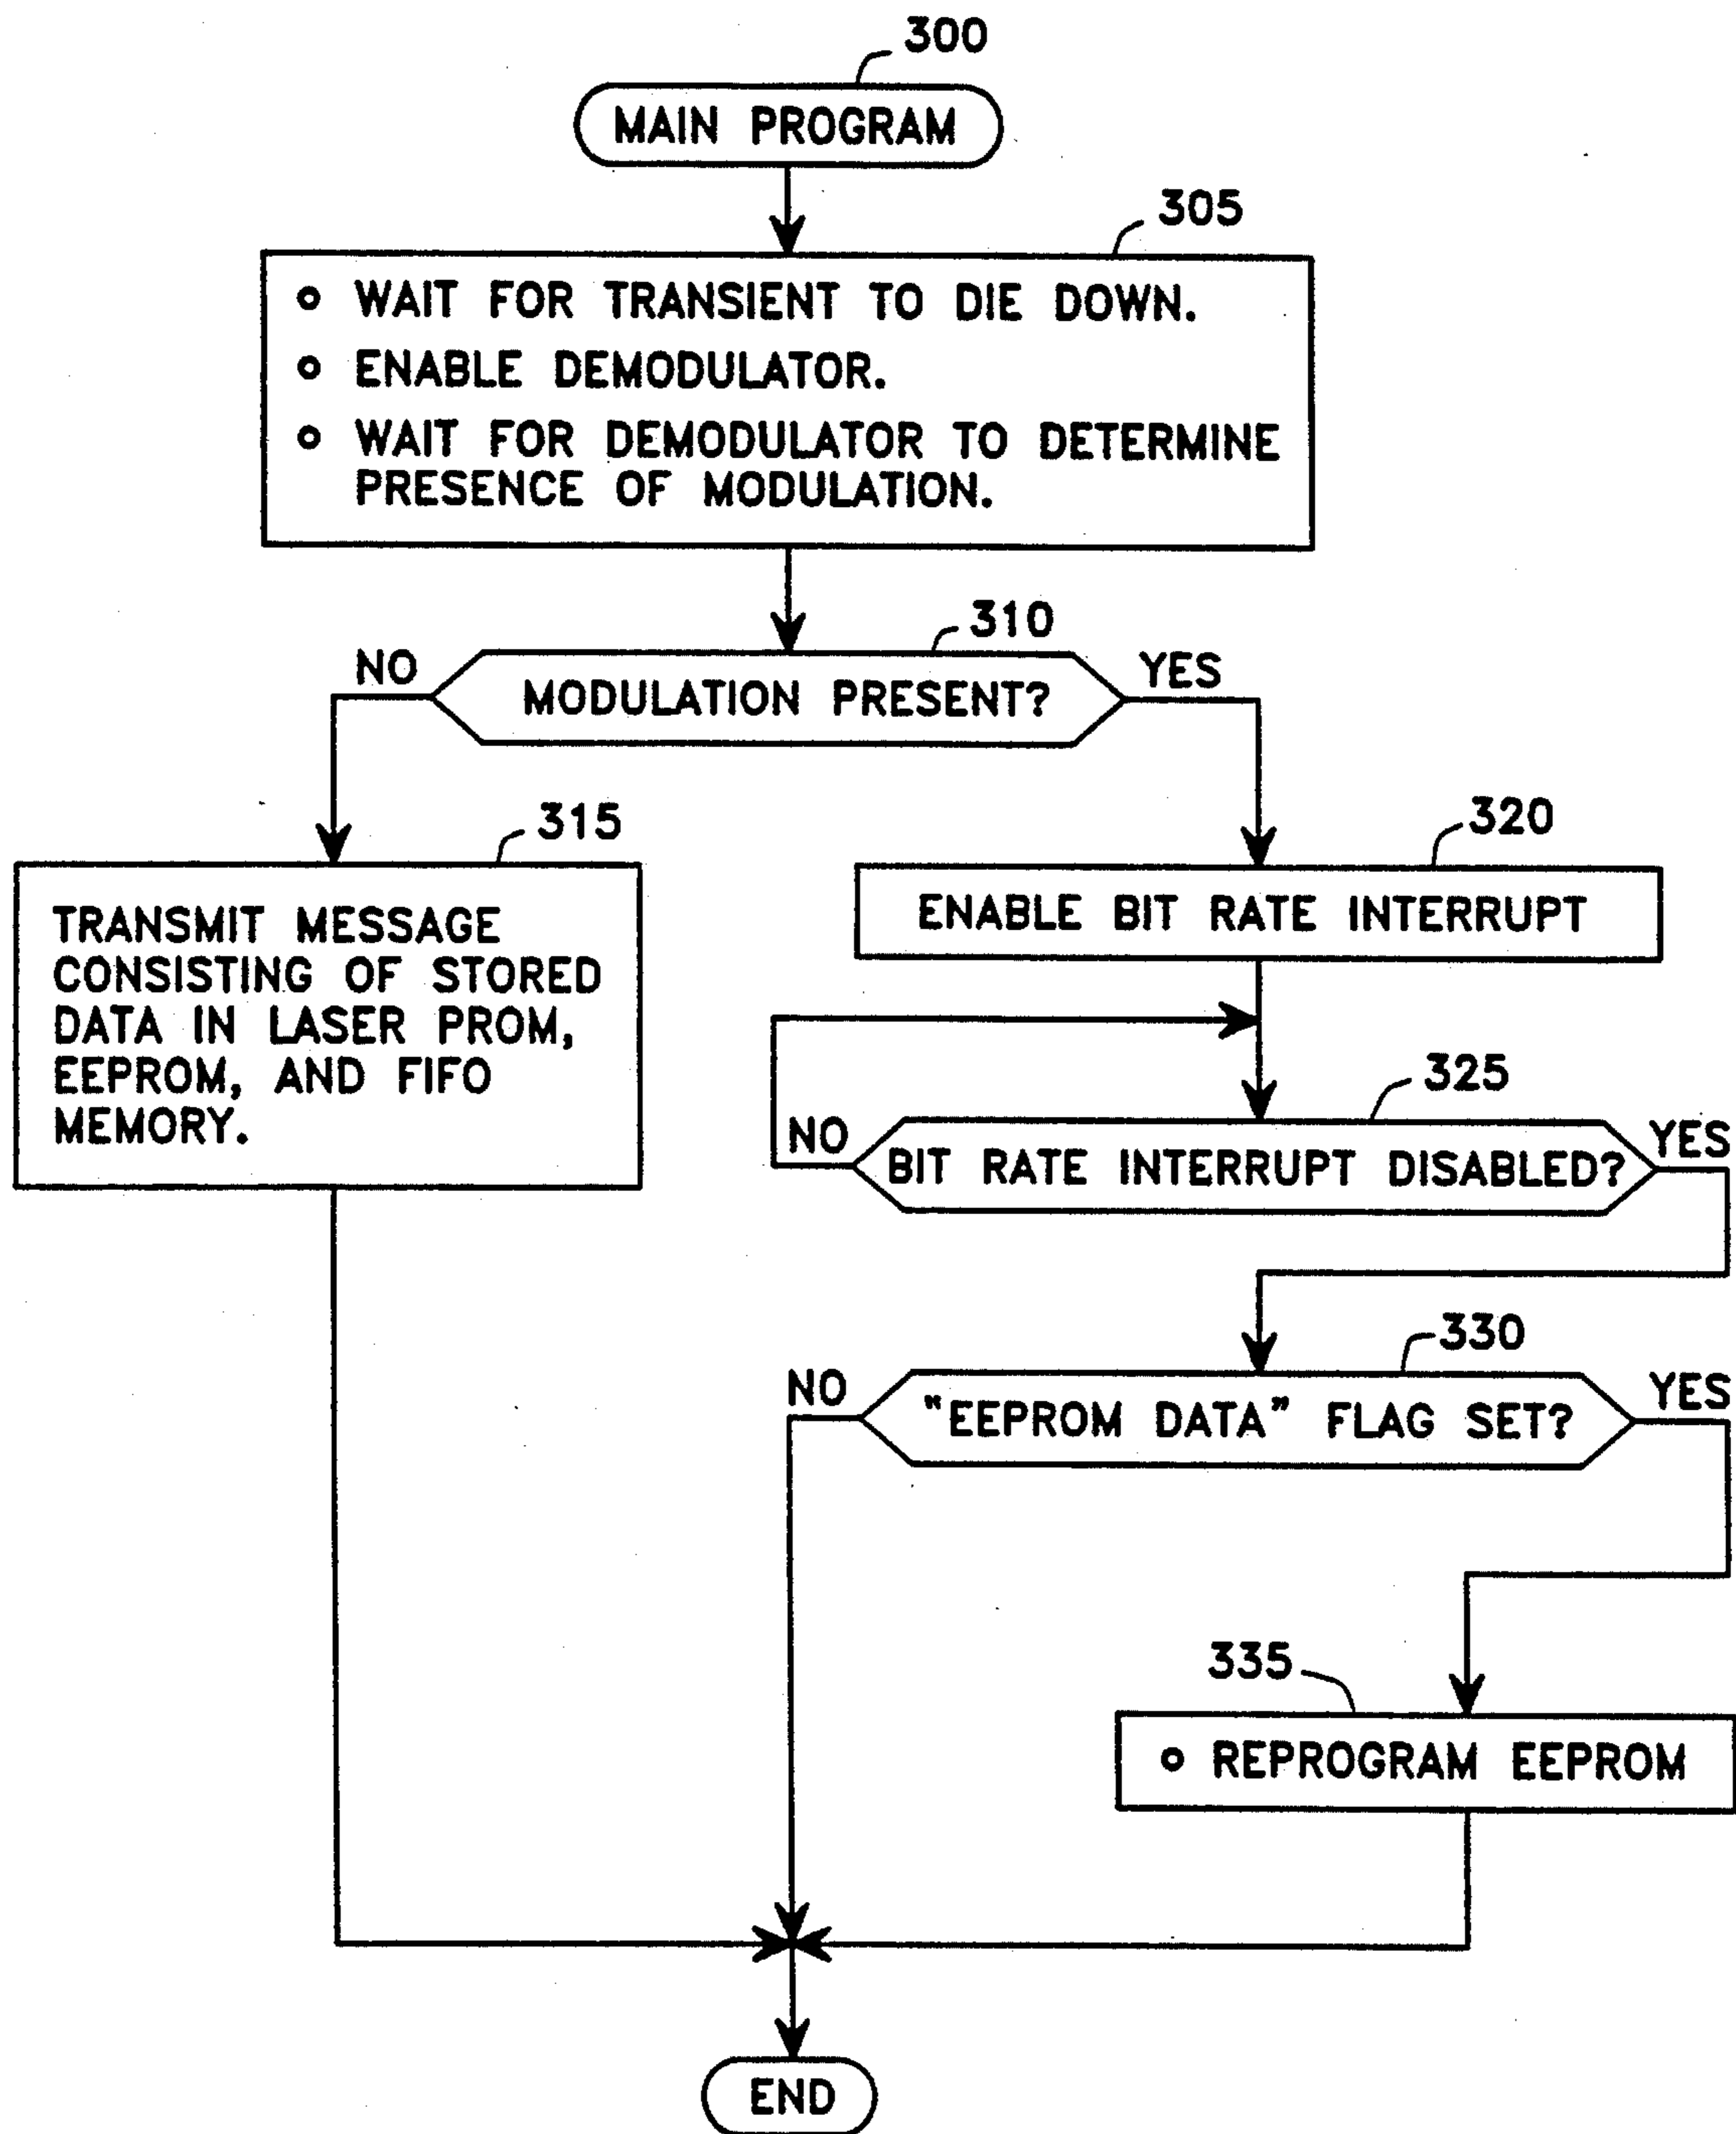 300
MAIN PROGRAM
305
o WAIT FOR TRANSIENT TO DIE DOWN.
o ENABLE DEMODULATOR.
o WAIT FOR DEMODULATOR TO DETERMINE
PRESENCE OF MODULATION.
310
NO
MODULATION PRESENT?
YES
315
TRANSMIT MESSAGE
CONSISTING OF STORED
DATA IN LASER PROM,
EEPROM, AND FIFO
MEMORY.
320
ENABLE BIT RATE INTERRUPT
325
NO
BIT RATE INTERRUPT DISABLED?
YES
330
NO
"EEPROM DATA" FLAG SET?
YES
335
o REPROGRAM EEPROM
END